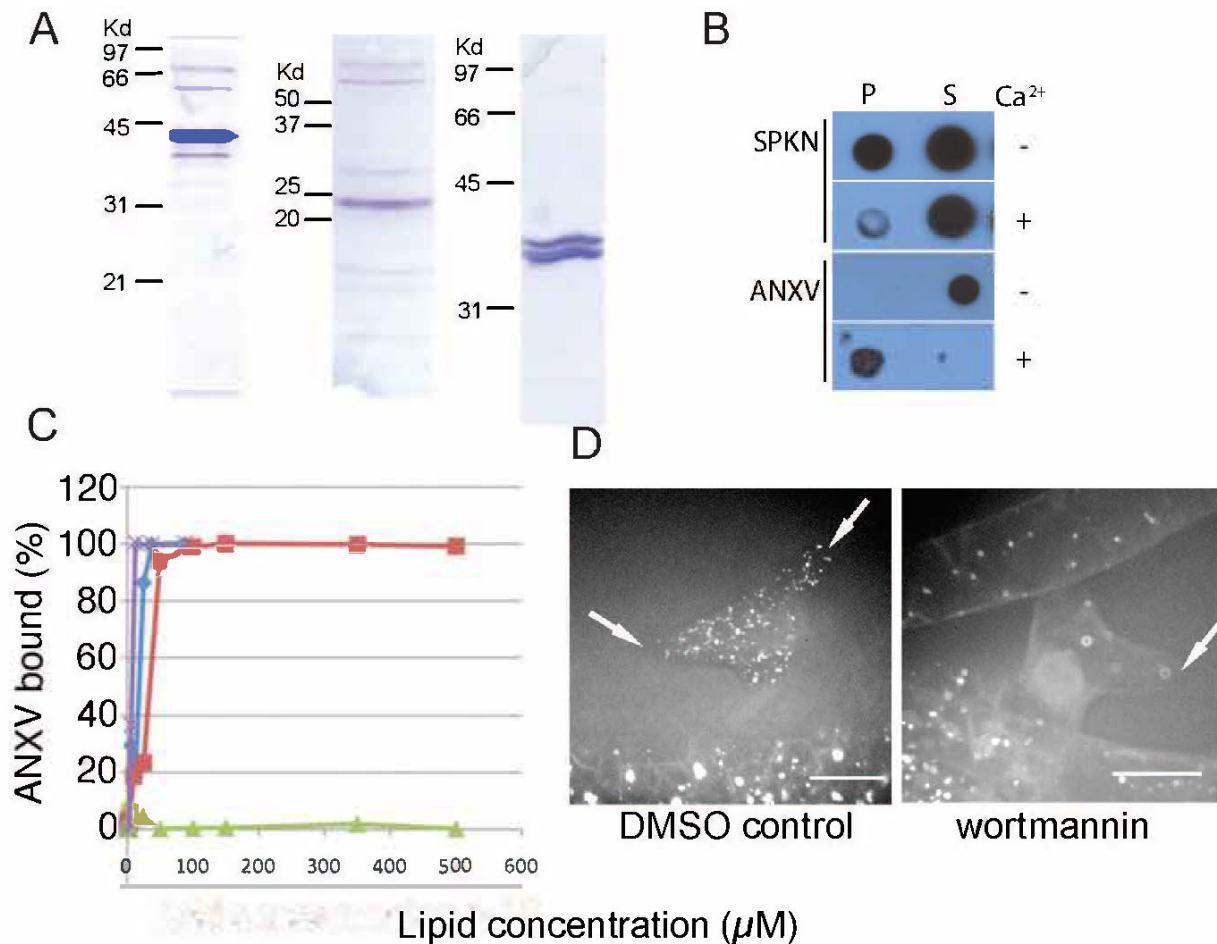 A
Kd
97
66
45
31
21
Kd
50
37
25
20
Kd
97
66
45
31
B
P S Ca2+
SPKN -
+
ANXV -
+
C
120
100
80
60
40
20
0
0 100 200 300 400 500 600
ANXV bound (%)
Lipid concentration (µM)
D
DMSO control wortmannin